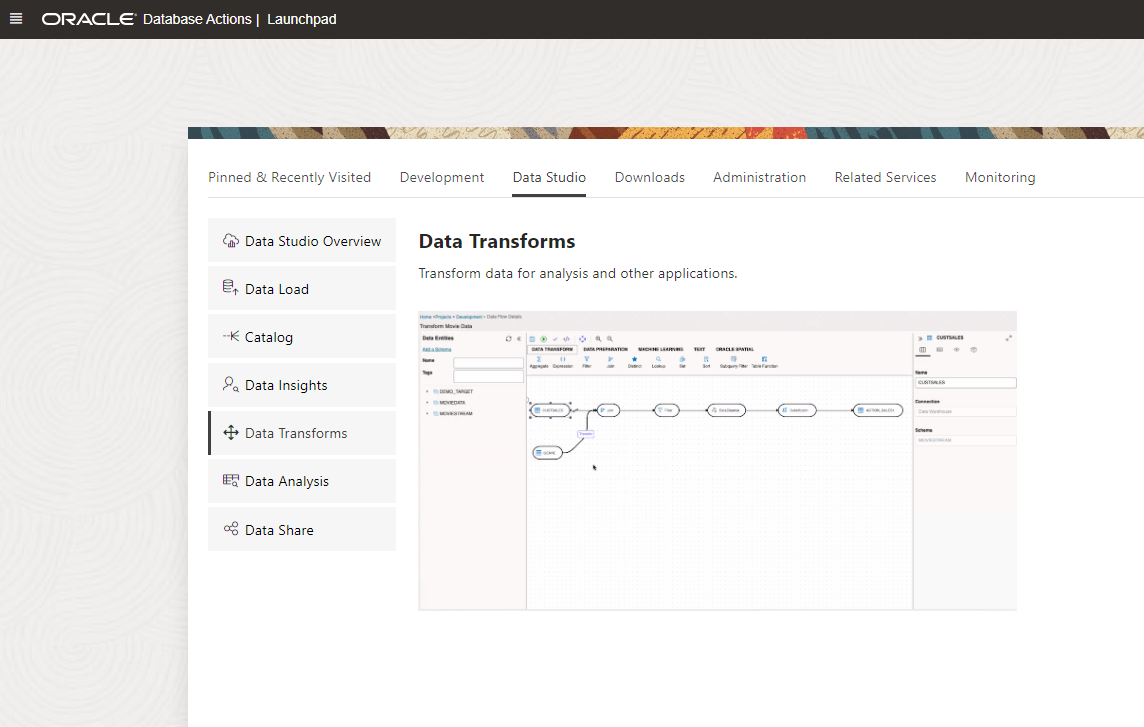 ORACLE Database Actions | Launchpad
Pinned & Recently Visited Development Data Studio Downloads Administration Related Services Monitoring
Data Studio Overview
Data Load
Catalog
Data Insights
Data Transforms
Data Analysis
Data Share
Data Transforms
Transform data for analysis and other applications.
Home > Projects > Development > Data Flow Details
Transform Movie Data
Data Entities
Add a Schema
Name
Tags
DEMO_TARGET
MOVIEDATA
MOVIESTREAM
DATA TRANSFORM DATA PREPARATION MACHINE LEARNING TEXT ORACLE SPATIAL
Aggregate Expression Filter Join Distinct Lookup Set Sort Subquery Filter Table Function
CUSTSALES Join Filter
GENRE
CUSTSALES
Name
CUSTSALES
Connection
Data Warehouse
Schema
MOVIESTREAM